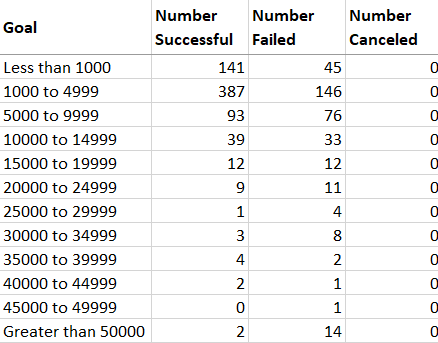 Goal Number Successful Number Failed Number Canceled
Less than 1000 141 45 0
1000 to 4999 387 146 0
5000 to 9999 93 76 0
10000 to 14999 39 33 0
15000 to 19999 12 12 0
20000 to 24999 9 11 0
25000 to 29999 1 4 0
30000 to 34999 3 8 0
35000 to 39999 4 2 0
40000 to 44999 2 1 0
45000 to 49999 0 1 0
Greater than 50000 2 14 0